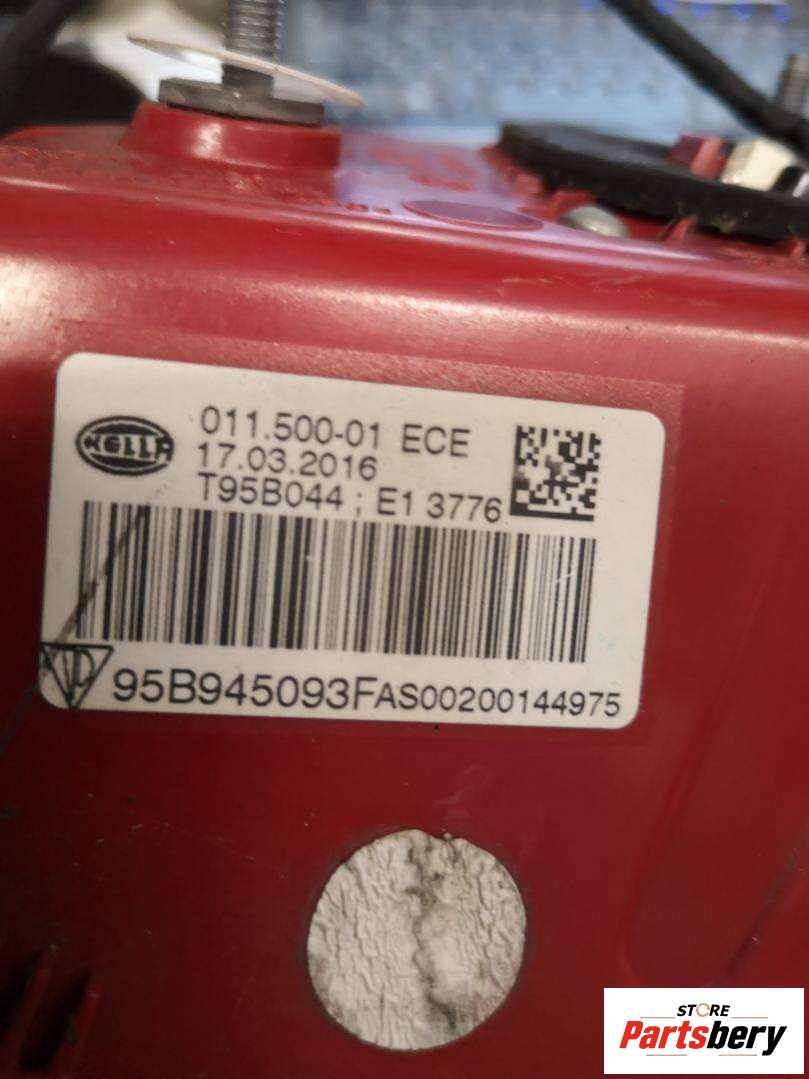 HELLA
011.500-01 ECE
17.03.2016
T95B044 ; E1 3776
95B945093FAS00200144975
STORE
Partsbery